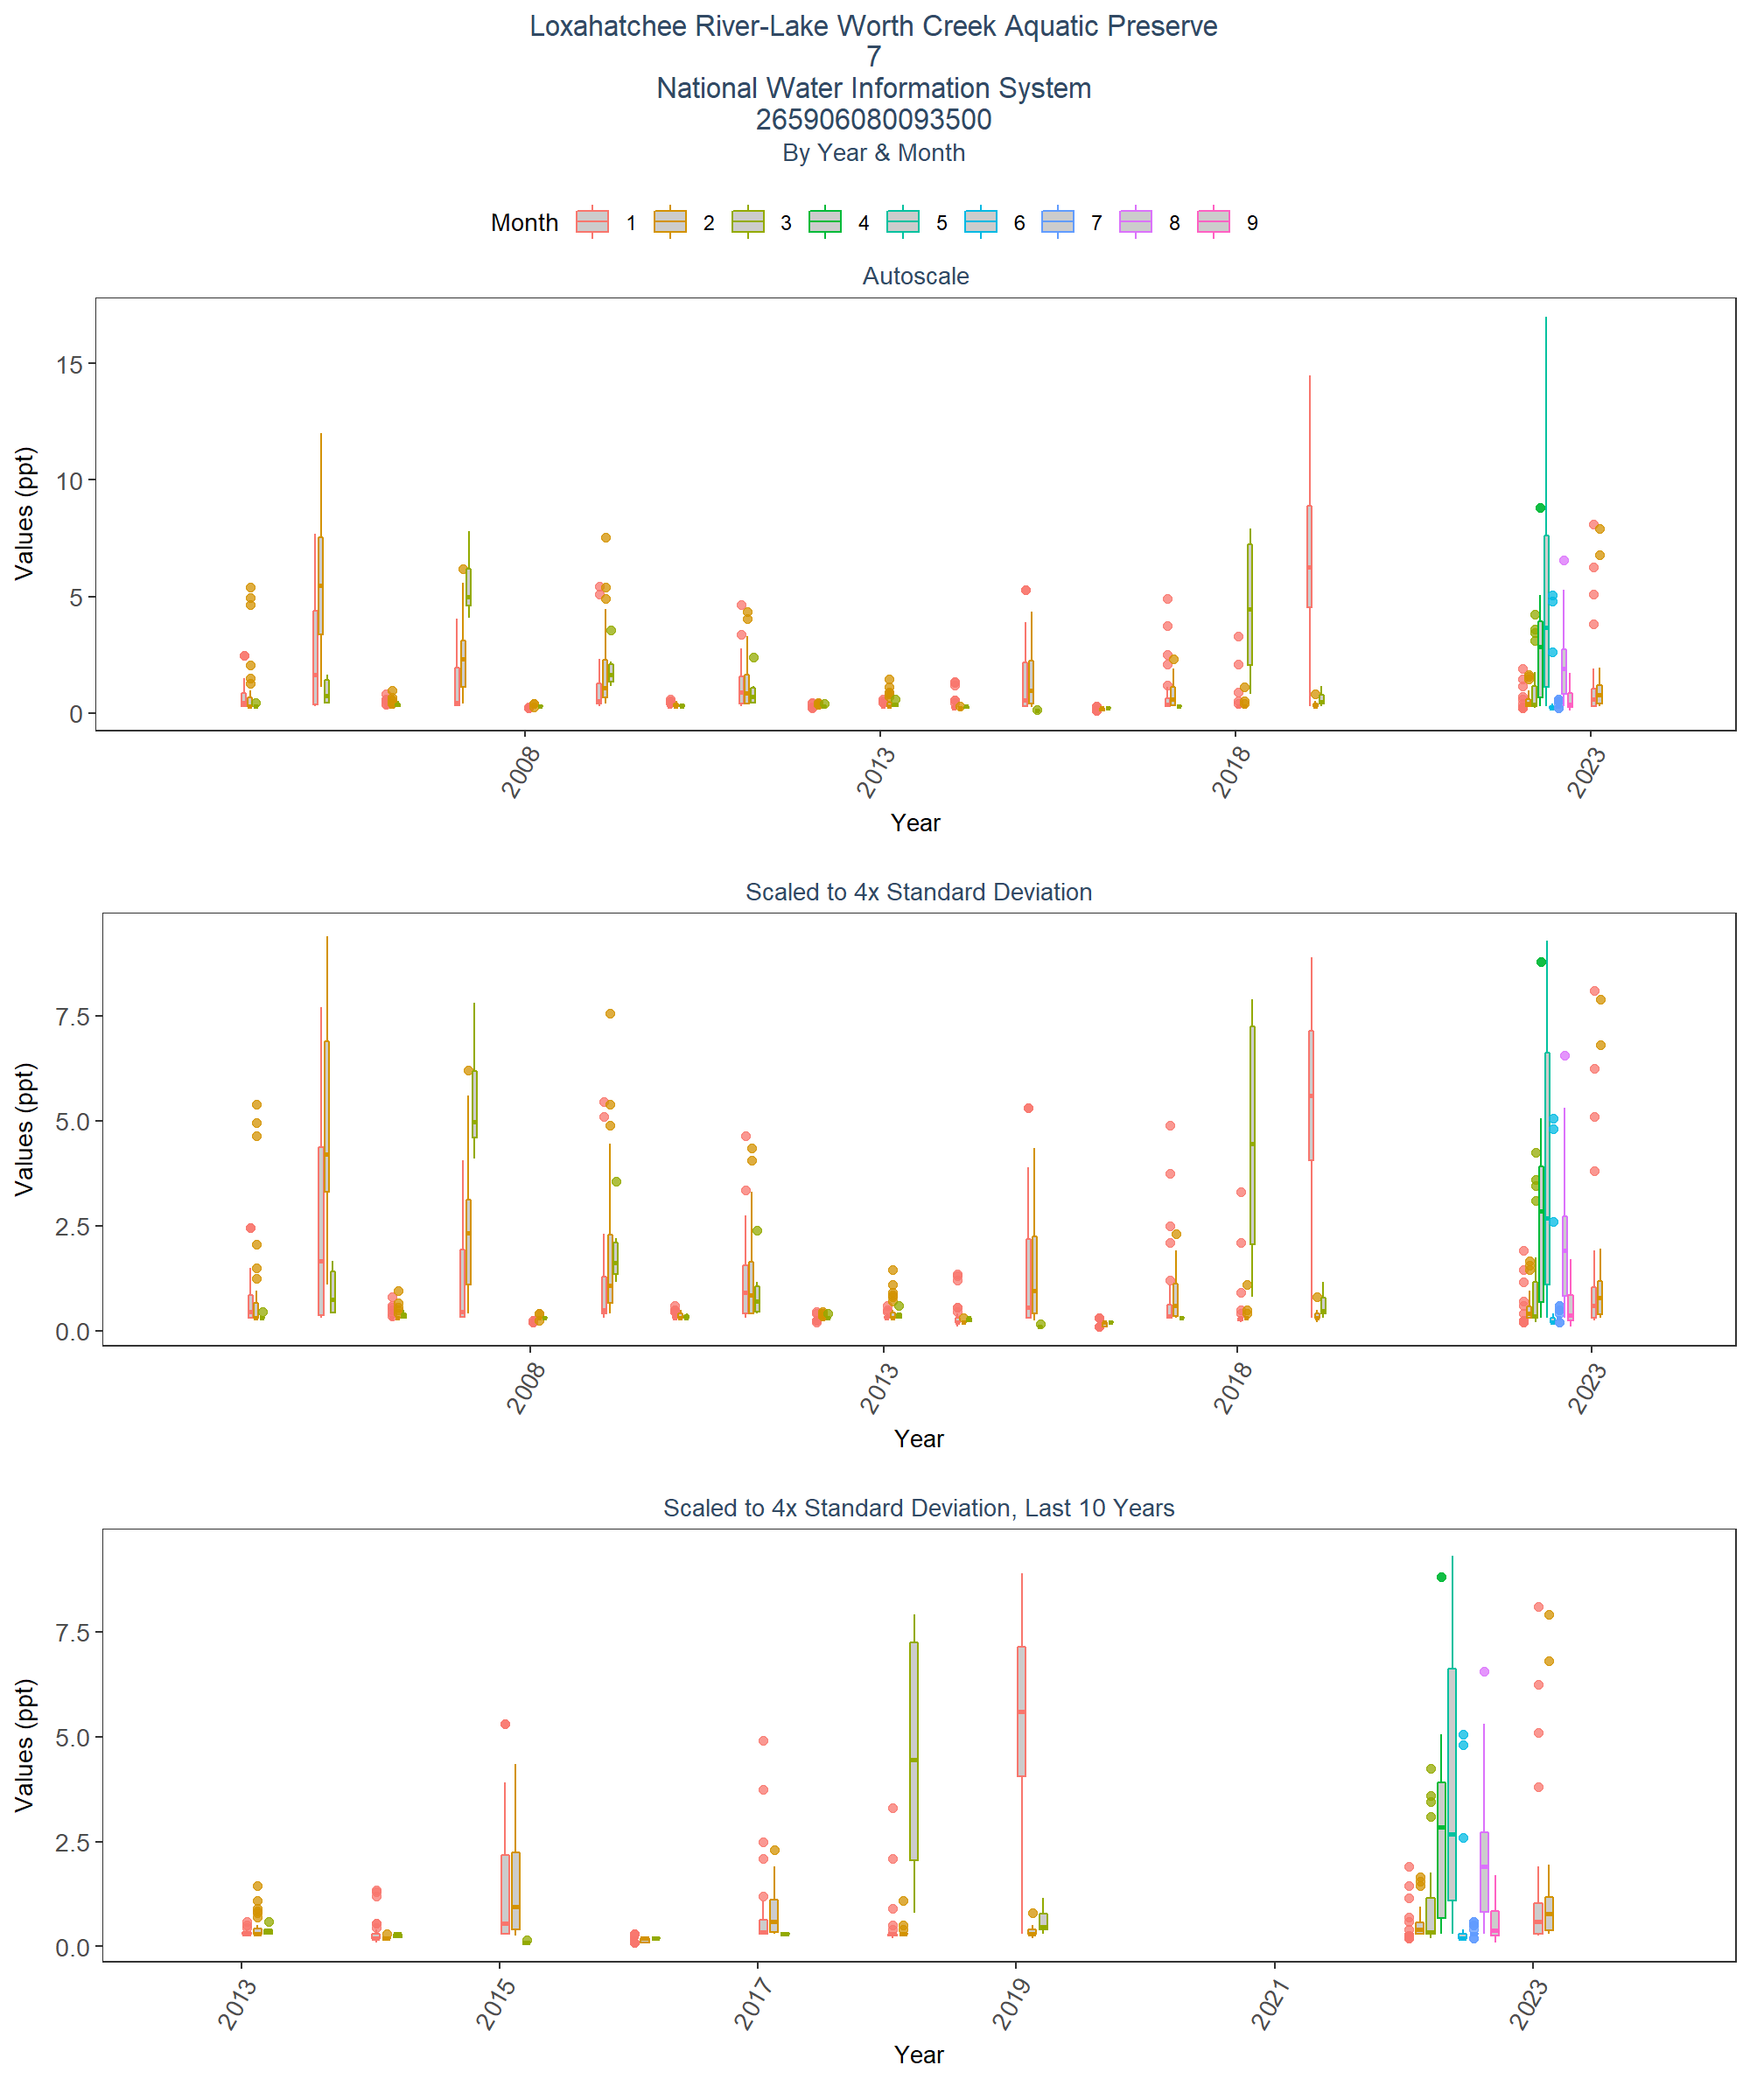 Loxahatchee River-Lake Worth Creek Aquatic Preserve
7
National Water Information System
265906080093500
By Year & Month
Month 1 2 3 4 5 6 7 8 9
Autoscale
Values (ppt)
15
10
5
0
2008 2013 2018 2023
Year
Scaled to 4x Standard Deviation
Values (ppt)
7.5
5.0
2.5
0.0
2008 2013 2018 2023
Year
Scaled to 4x Standard Deviation, Last 10 Years
Values (ppt)
7.5
5.0
2.5
0.0
2013 2015 2017 2019 2021 2023
Year